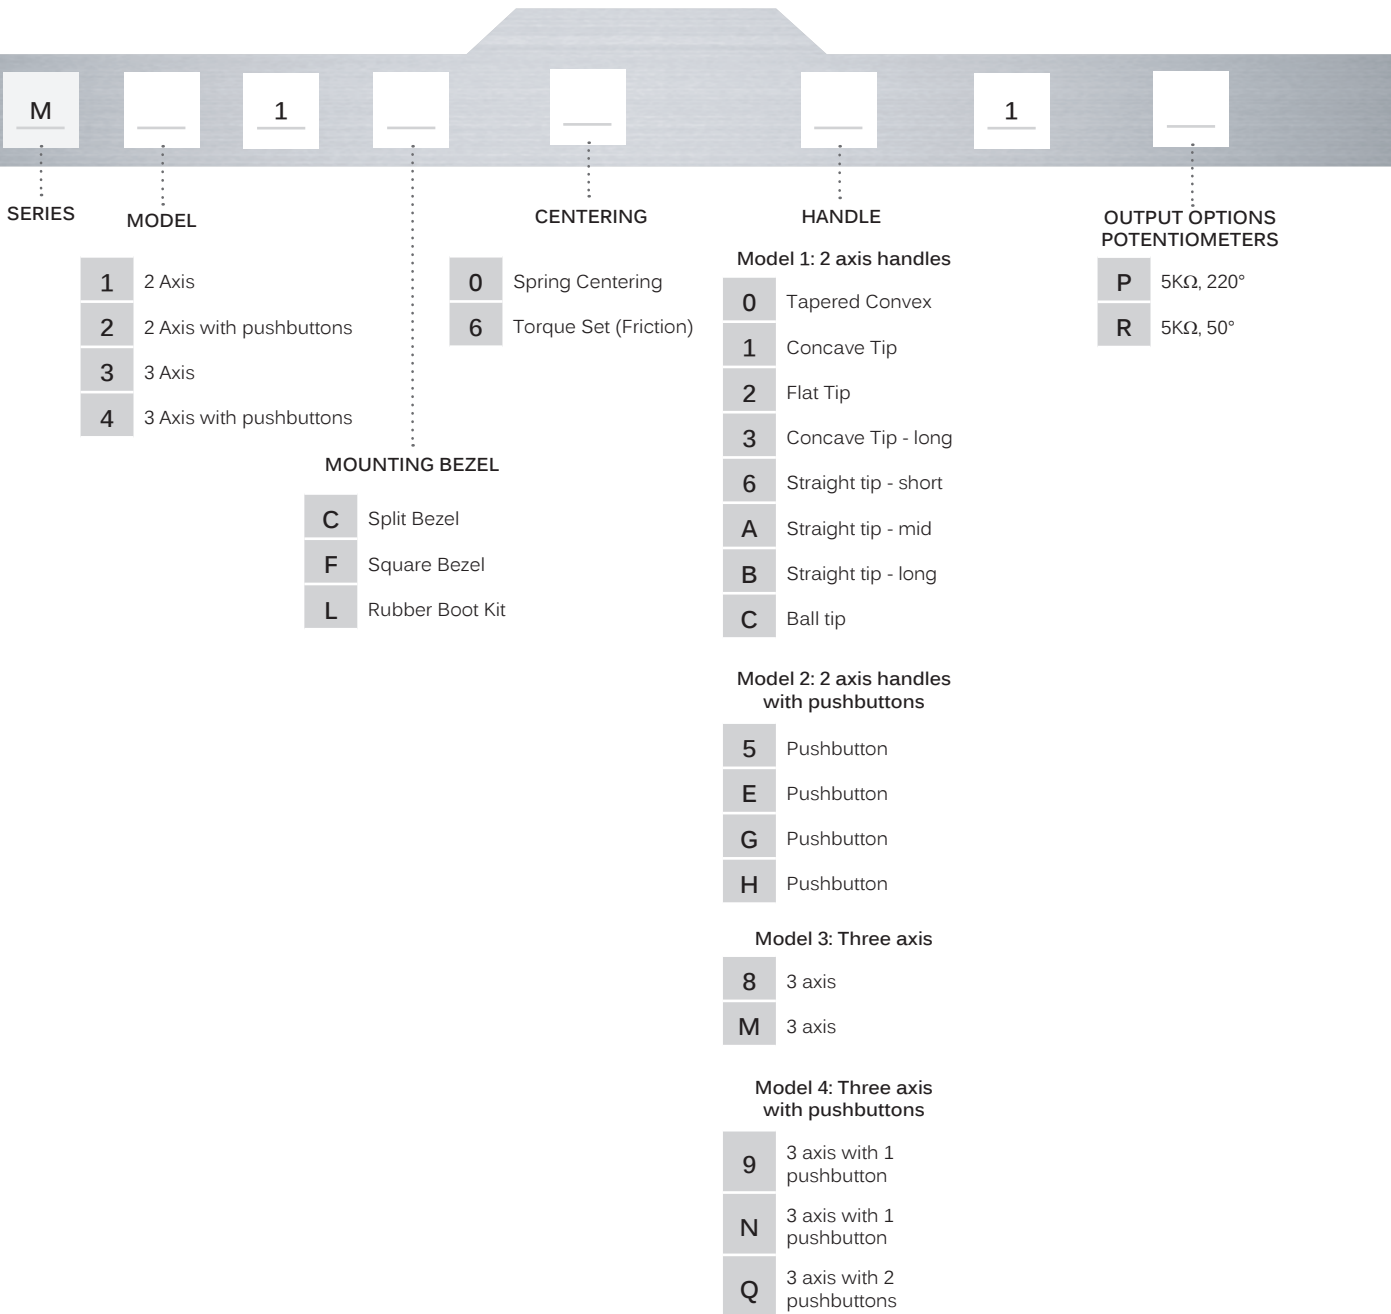 M
1
1
SERIES
MODEL
1 2 Axis
2 2 Axis with pushbuttons
3 3 Axis
4 3 Axis with pushbuttons
MOUNTING BEZEL
C Split Bezel
F Square Bezel
L Rubber Boot Kit
CENTERING
0 Spring Centering
6 Torque Set (Friction)
HANDLE
Model 1: 2 axis handles
0 Tapered Convex
1 Concave Tip
2 Flat Tip
3 Concave Tip - long
6 Straight tip - short
A Straight tip - mid
B Straight tip - long
C Ball tip
Model 2: 2 axis handles
with pushbuttons
5 Pushbutton
E Pushbutton
G Pushbutton
H Pushbutton
Model 3: Three axis
8 3 axis
M 3 axis
Model 4: Three axis
with pushbuttons
9 3 axis with 1
pushbutton
N 3 axis with 1
pushbutton
Q 3 axis with 2
pushbuttons
OUTPUT OPTIONS
POTENTIOMETERS
P 5KΩ, 220°
R 5KΩ, 50°